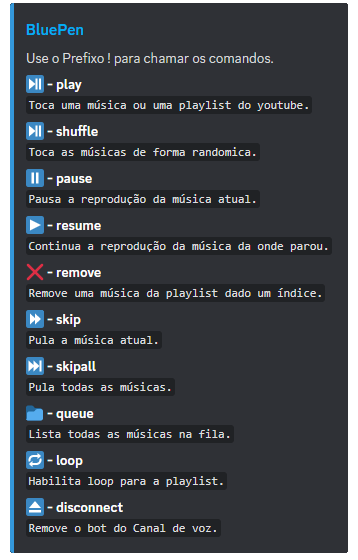 BluePen
Use o Prefixo ! para chamar os comandos.
- play
Toca uma música ou uma playlist do youtube.
- shuffle
Toca as músicas de forma randomica.
- pause
Pausa a reprodução da música atual.
- resume
Continua a reprodução da música da onde parou.
- remove
Remove uma música da playlist dado um índice.
- skip
Pula a música atual.
- skipall
Pula todas as músicas.
- queue
Lista todas as músicas na fila.
- loop
Habilita loop para a playlist.
- disconnect
Remove o bot do Canal de voz.